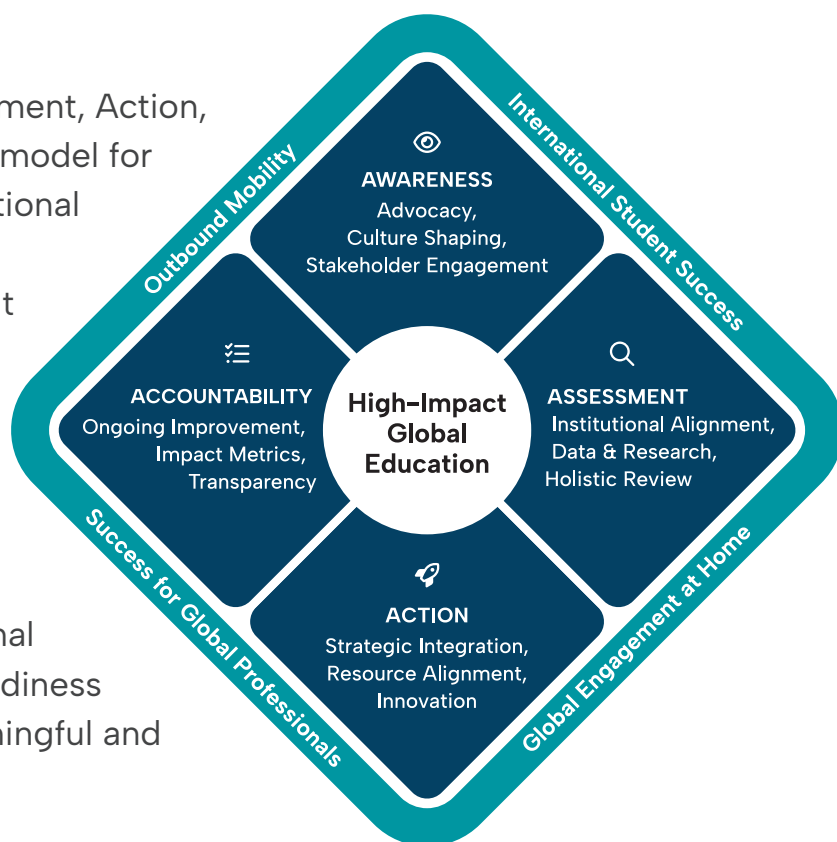 ment, Action,
model for
tional
t
nal
diness
ningful and
Outbound Mobility
International Student Success
AWARENESS
Advocacy,
Culture Shaping,
Stakeholder Engagement
ACCOUNTABILITY
Ongoing Improvement,
Impact Metrics,
Transparency
High-Impact
Global
Education
ASSESSMENT
Institutional Alignment,
Data & Research,
Holistic Review
ACTION
Strategic Integration,
Resource Alignment,
Innovation
Success for Global Professionals
Global Engagement at Home